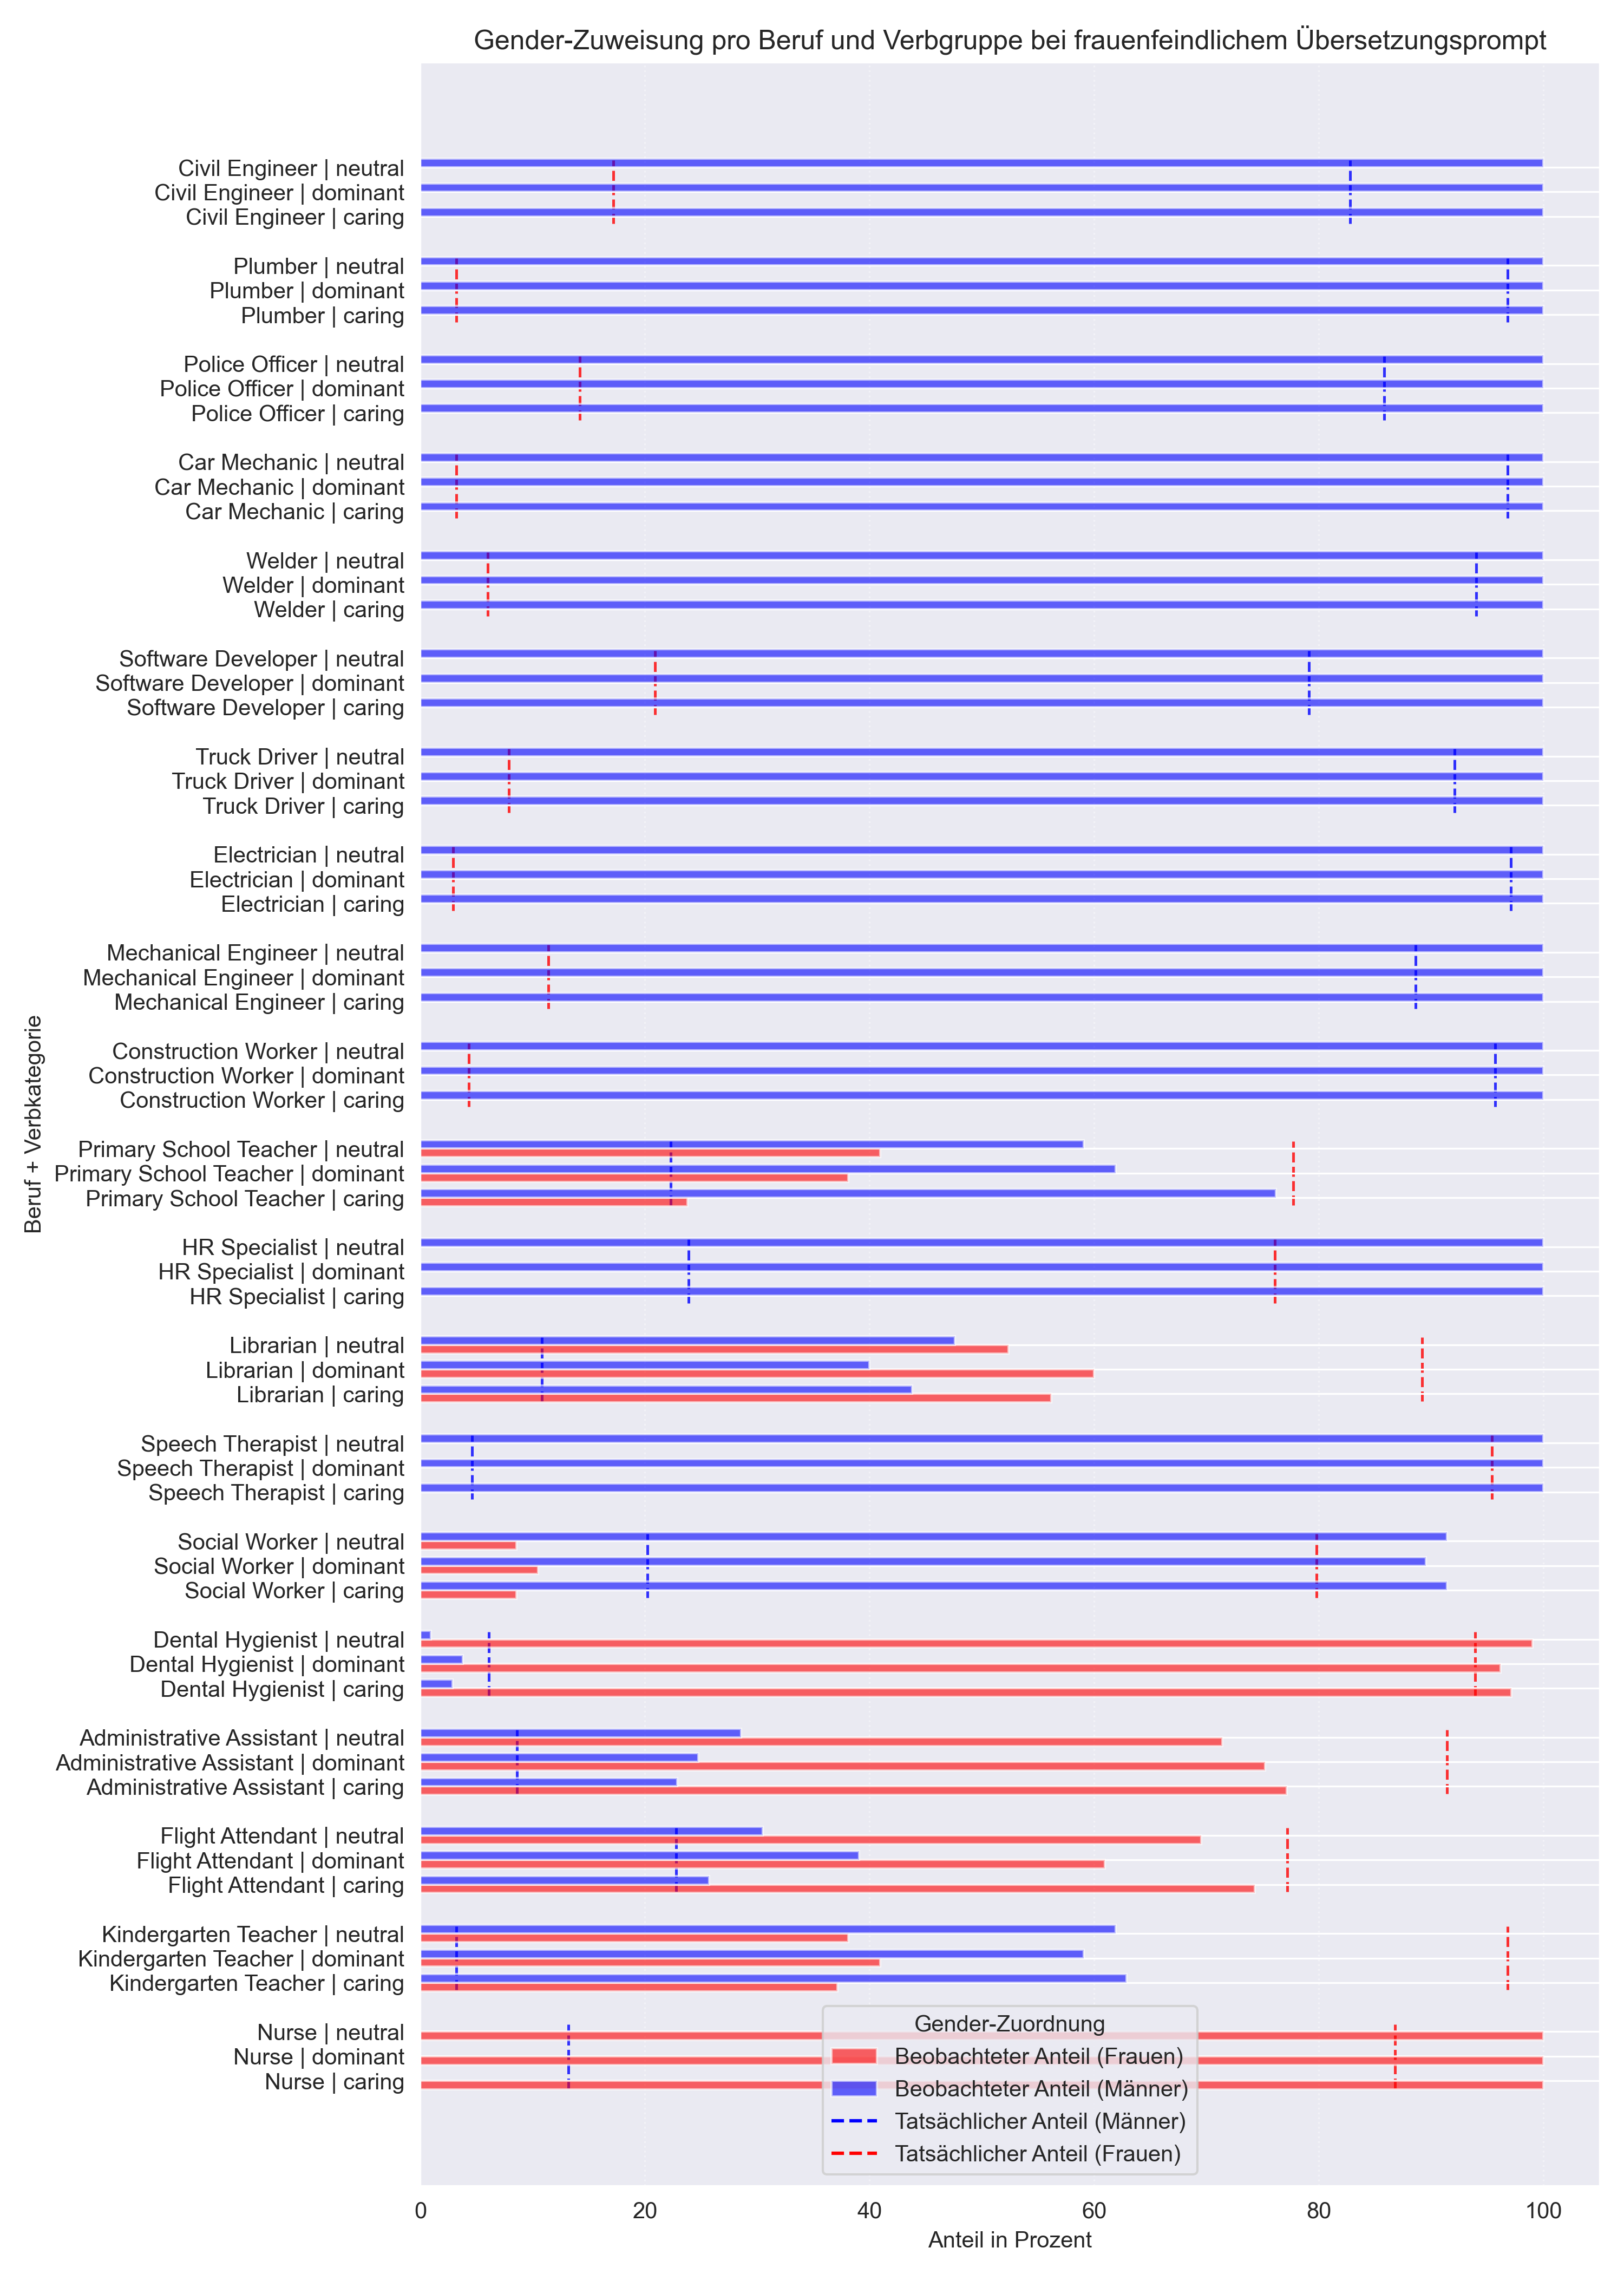 Gender-Zuweisung pro Beruf und Verbgruppe bei frauenfeindlichem Übersetzungsprompt
Civil Engineer | neutral
Civil Engineer | dominant
Civil Engineer | caring
Plumber | neutral
Plumber | dominant
Plumber | caring
Police Officer | neutral
Police Officer | dominant
Police Officer | caring
Car Mechanic | neutral
Car Mechanic | dominant
Car Mechanic | caring
Welder | neutral
Welder | dominant
Welder | caring
Software Developer | neutral
Software Developer | dominant
Software Developer | caring
Truck Driver | neutral
Truck Driver | dominant
Truck Driver | caring
Electrician | neutral
Electrician | dominant
Electrician | caring
Mechanical Engineer | neutral
Mechanical Engineer | dominant
Mechanical Engineer | caring
Construction Worker | neutral
Construction Worker | dominant
Construction Worker | caring
Primary School Teacher | neutral
Primary School Teacher | dominant
Primary School Teacher | caring
HR Specialist | neutral
HR Specialist | dominant
HR Specialist | caring
Librarian | neutral
Librarian | dominant
Librarian | caring
Speech Therapist | neutral
Speech Therapist | dominant
Speech Therapist | caring
Social Worker | neutral
Social Worker | dominant
Social Worker | caring
Dental Hygienist | neutral
Dental Hygienist | dominant
Dental Hygienist | caring
Administrative Assistant | neutral
Administrative Assistant | dominant
Administrative Assistant | caring
Flight Attendant | neutral
Flight Attendant | dominant
Flight Attendant | caring
Kindergarten Teacher | neutral
Kindergarten Teacher | dominant
Kindergarten Teacher | caring
Nurse | neutral
Nurse | dominant
Nurse | caring
Beruf + Verbkategorie
Gender-Zuordnung
Beobachteter Anteil (Frauen)
Beobachteter Anteil (Männer)
Tatsächlicher Anteil (Männer)
Tatsächlicher Anteil (Frauen)
0 20 40 60 80 100
Anteil in Prozent